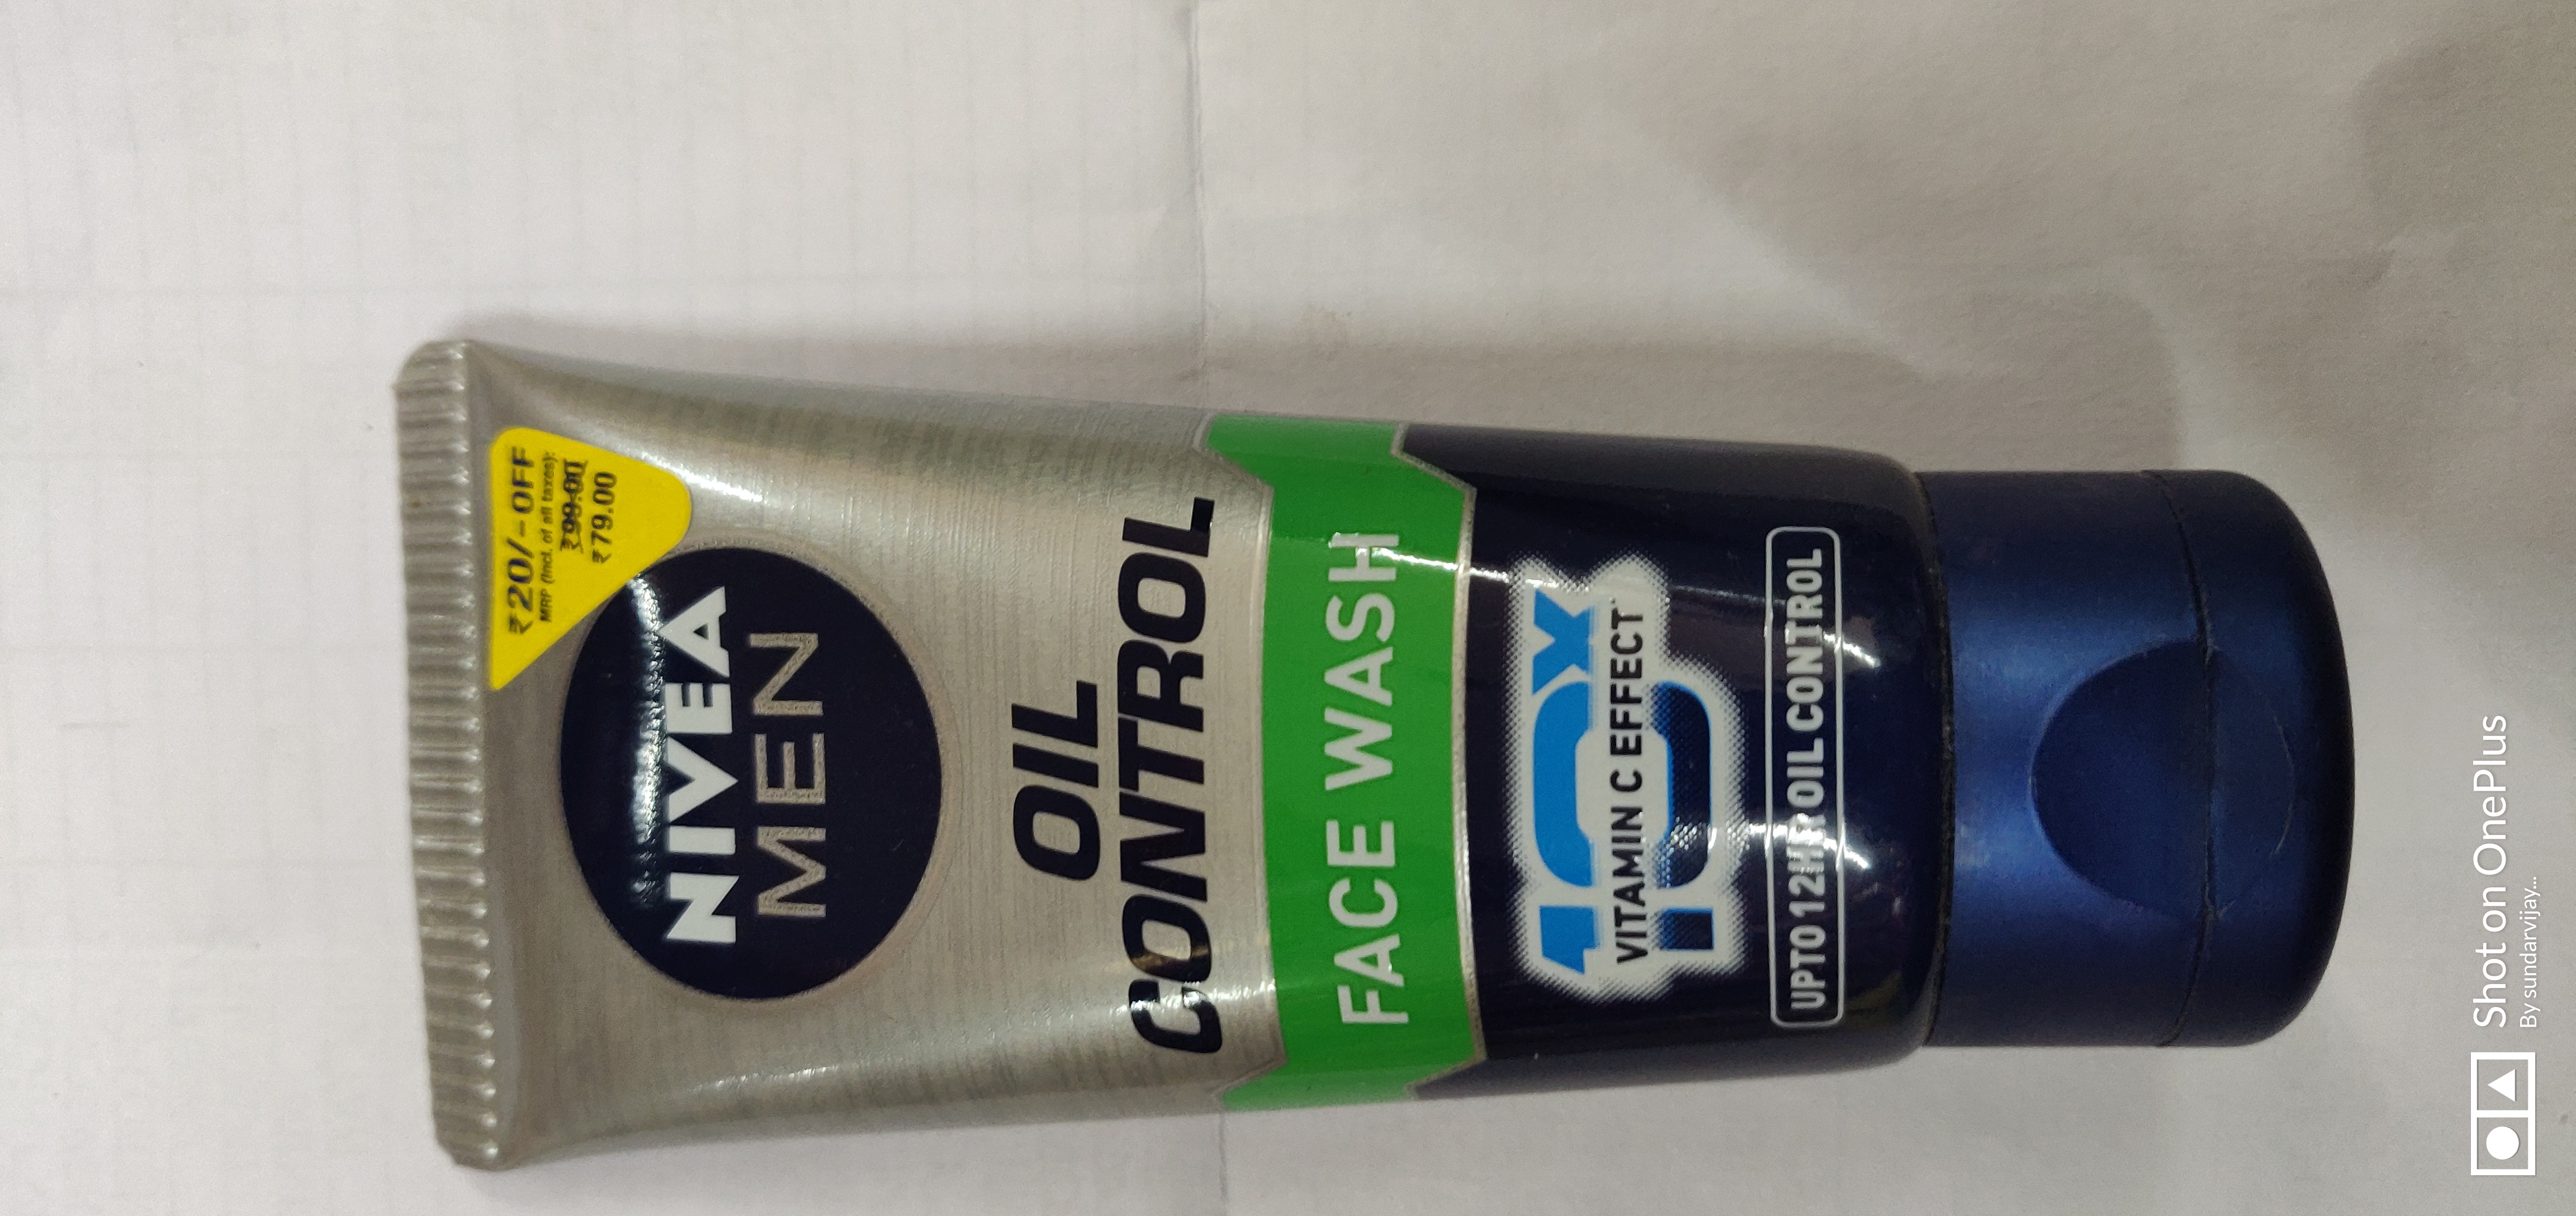 ₹20/-OFF
MRP (Incl. of all taxes):
₹99.00
₹79.00
NIVEA
MEN
OIL
CONTROL
FACE WASH
10X
VITAMIN C EFFECT*
UPTO 12HR OIL CONTROL
Shot on OnePlus
By sundarvijay...